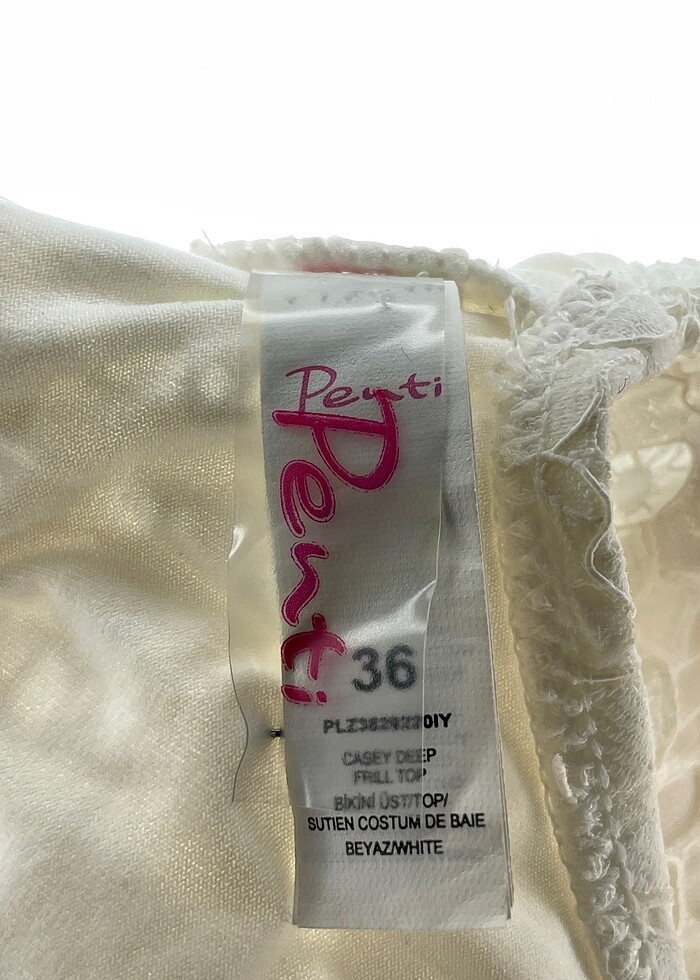 Penti
Penti
36
CASEY DEEP
FRILL TOP
BİKİNİ ÜST/TOP/
SUTIEN COSTUM DE BAIE
BEYAZ/WHITE